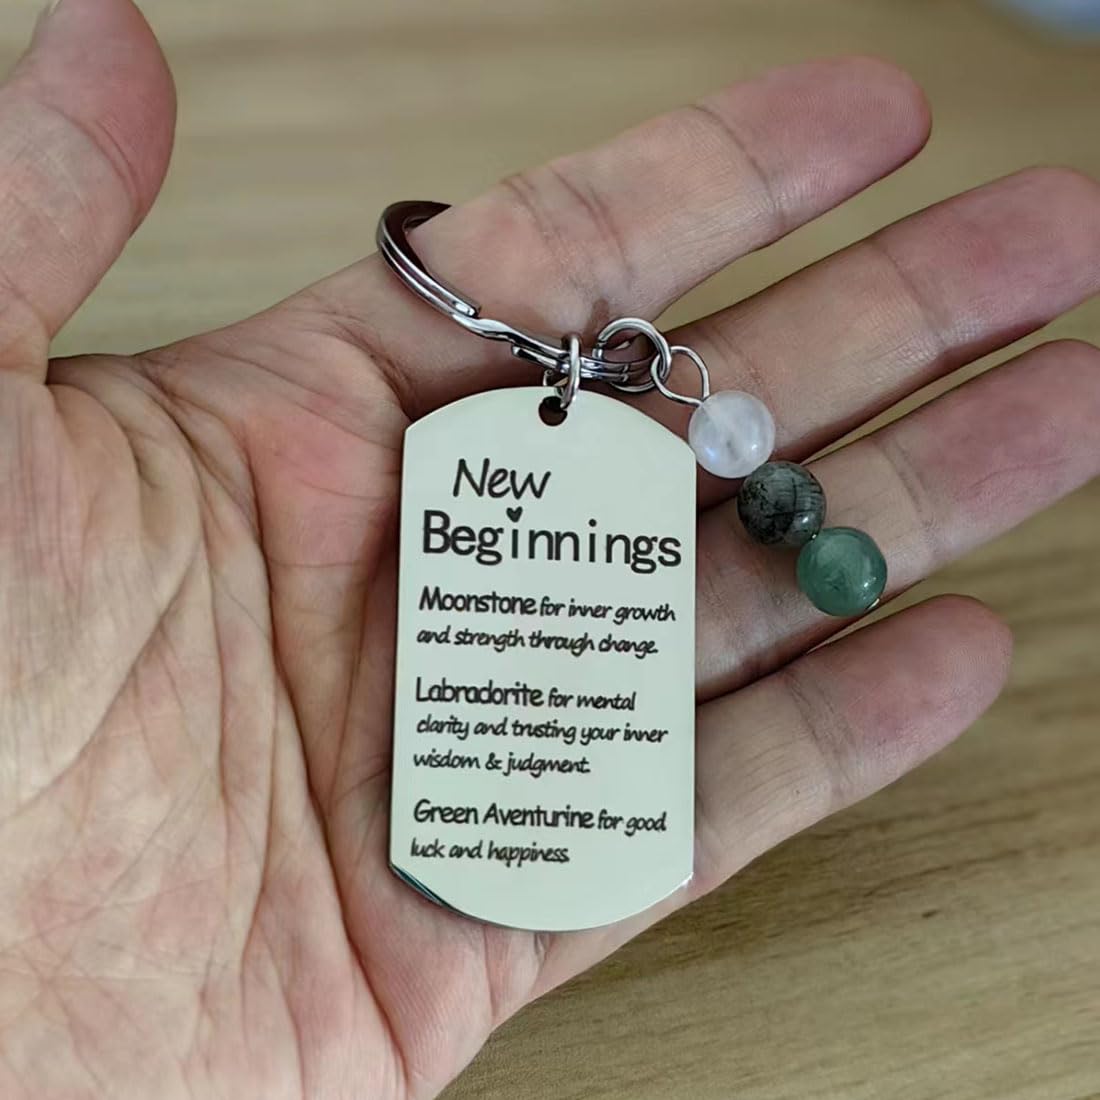 New
Beginnings
Moonstone for inner growth
and strength through change.
Labradorite for mental
clarity and trusting your inner
wisdom & judgment.
Green Aventurine for good
luck and happiness.